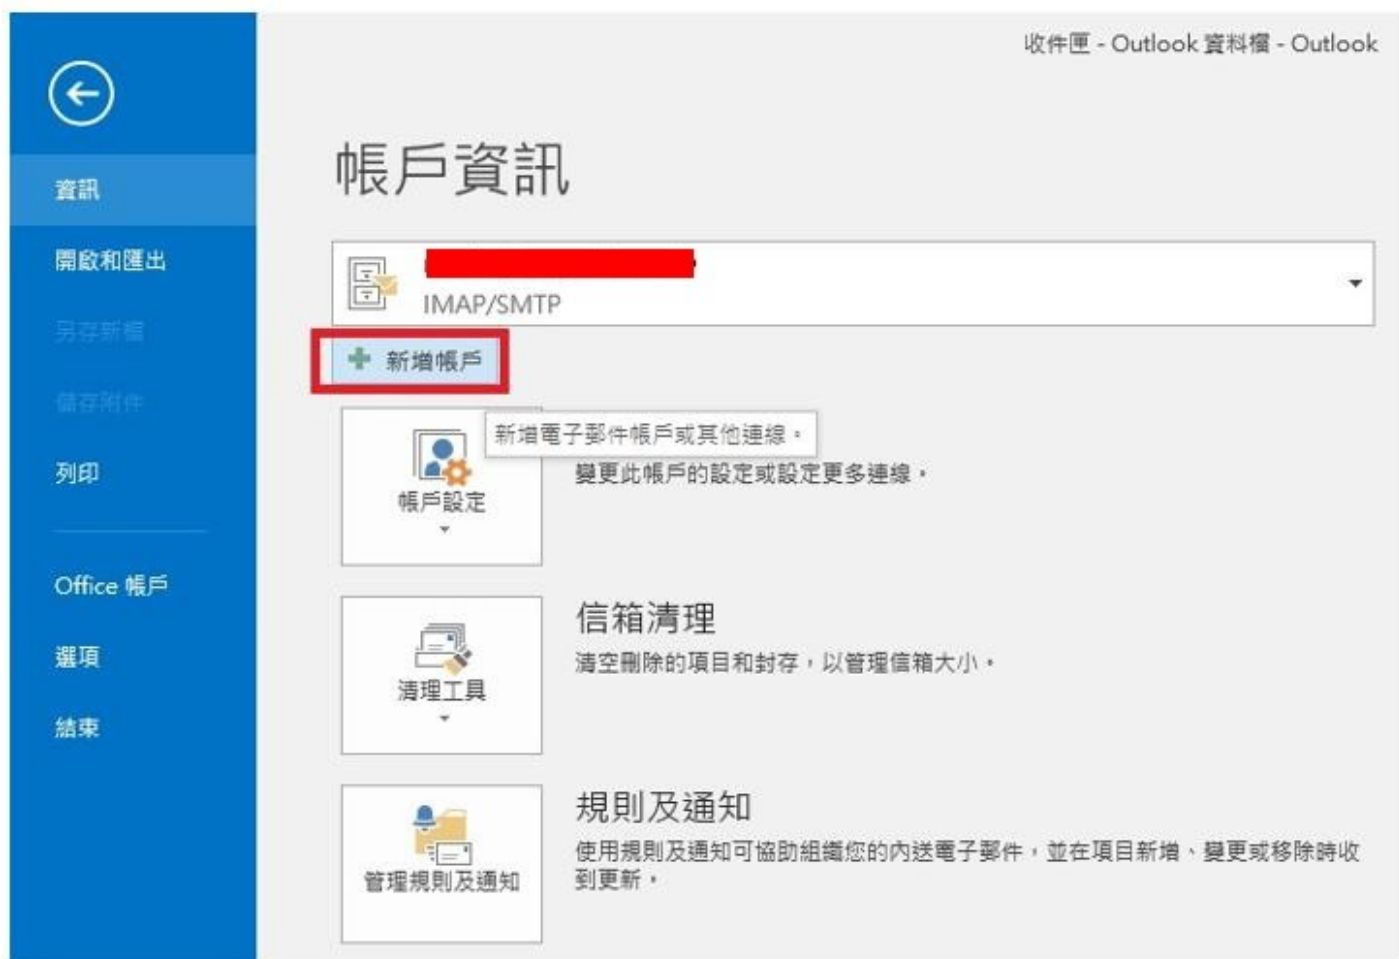 收件匣 - Outlook 資料檔 - Outlook
帳戶資訊
資訊
開啟和匯出
另存新檔
儲存附件
列印
Office 帳戶
選項
結束
IMAP/SMTP
新增帳戶
新增電子郵件帳戶或其他連線。
變更此帳戶的設定或設定更多連線。
帳戶設定
信箱清理
清空刪除的項目和封存，以管理信箱大小。
清理工具
規則及通知
使用規則及通知可協助組織您的內送電子郵件，並在項目新增、變更或移除時收
到更新。
管理規則及通知